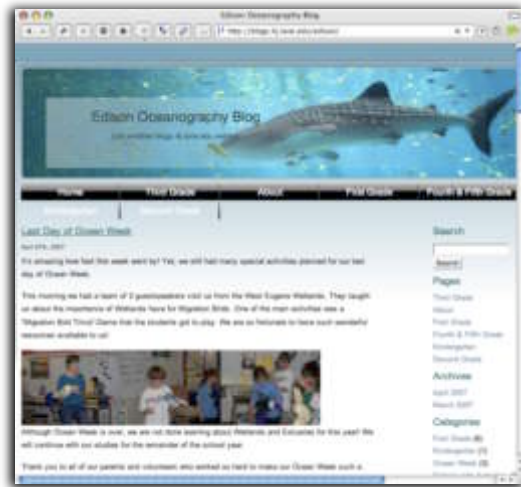 Edison Oceanography Blog
Edison Oceanography Blog
Home Third Grade About First Grade Fourth & Fifth Grade
Kindergarten Second Grade
Last Day of Ocean Week
It's amazing how fast this week went by! Yes, we still had many special activities planned for our last
day of Ocean Week.
This morning we had a team of 2 guestspeakers visit us from the West Eugene Wetlands. They taught
us about the importance of Wetlands have for Migration Birds. One of the main activities was a
"Migration Bird Trivia" Game that the students got to play. We are so fortunate to have such wonderful
resources available to us!
Although Ocean Week is over, we are not done learning about Wetlands and Estuaries for this year! We
will continue with our studies for the remainder of the school year.
Thank you to all of our parents and volunteers who worked so hard to make our Ocean Week such a
Search
Search
Pages
Third Grade
About
First Grade
Fourth & Fifth Grade
Kindergarten
Second Grade
Archives
April 2007
March 2007
Categories
First Grade (6)
Kindergarten (1)
Ocean Week (3)